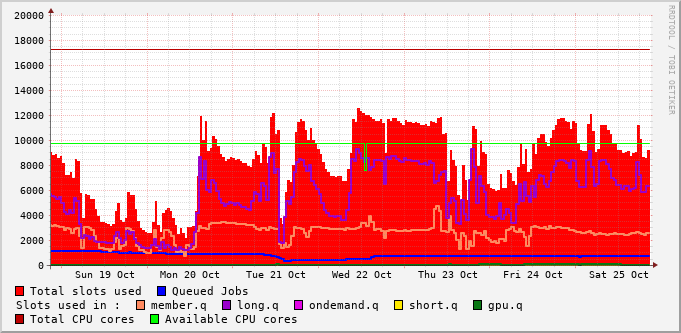 20000
18000
16000
14000
12000
10000
8000
6000
4000
2000
0
Sun 19 Oct Mon 20 Oct Tue 21 Oct Wed 22 Oct Thu 23 Oct Fri 24 Oct Sat 25 Oct
Total slots used Queued Jobs
Slots used in : member.q long.q ondemand.q short.q gpu.q
Total CPU cores Available CPU cores
RRDTOOL / TOBI OETIKER